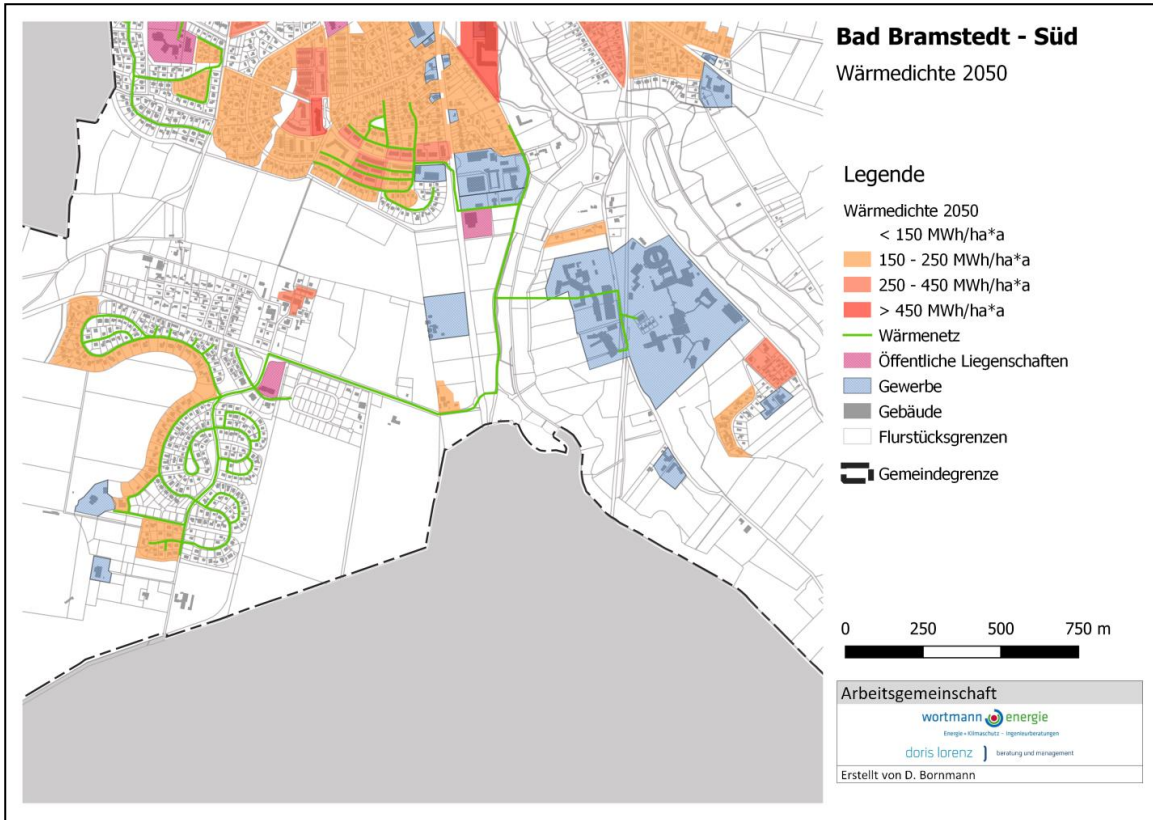 Bad Bramstedt - Süd
Wärmedichte 2050
Legende
Wärmedichte 2050
< 150 MWh/ha*a
150 - 250 MWh/ha*a
250 - 450 MWh/ha*a
> 450 MWh/ha*a
Wärmenetz
Öffentliche Liegenschaften
Gewerbe
Gebäude
Flurstücksgrenzen
Gemeindegrenze
0 250 500 750 m
Arbeitsgemeinschaft
wortmann energie
Energie • Klimaschutz - Ingenieurberatungen
doris lorenz beratung und management
Erstellt von D. Bornmann